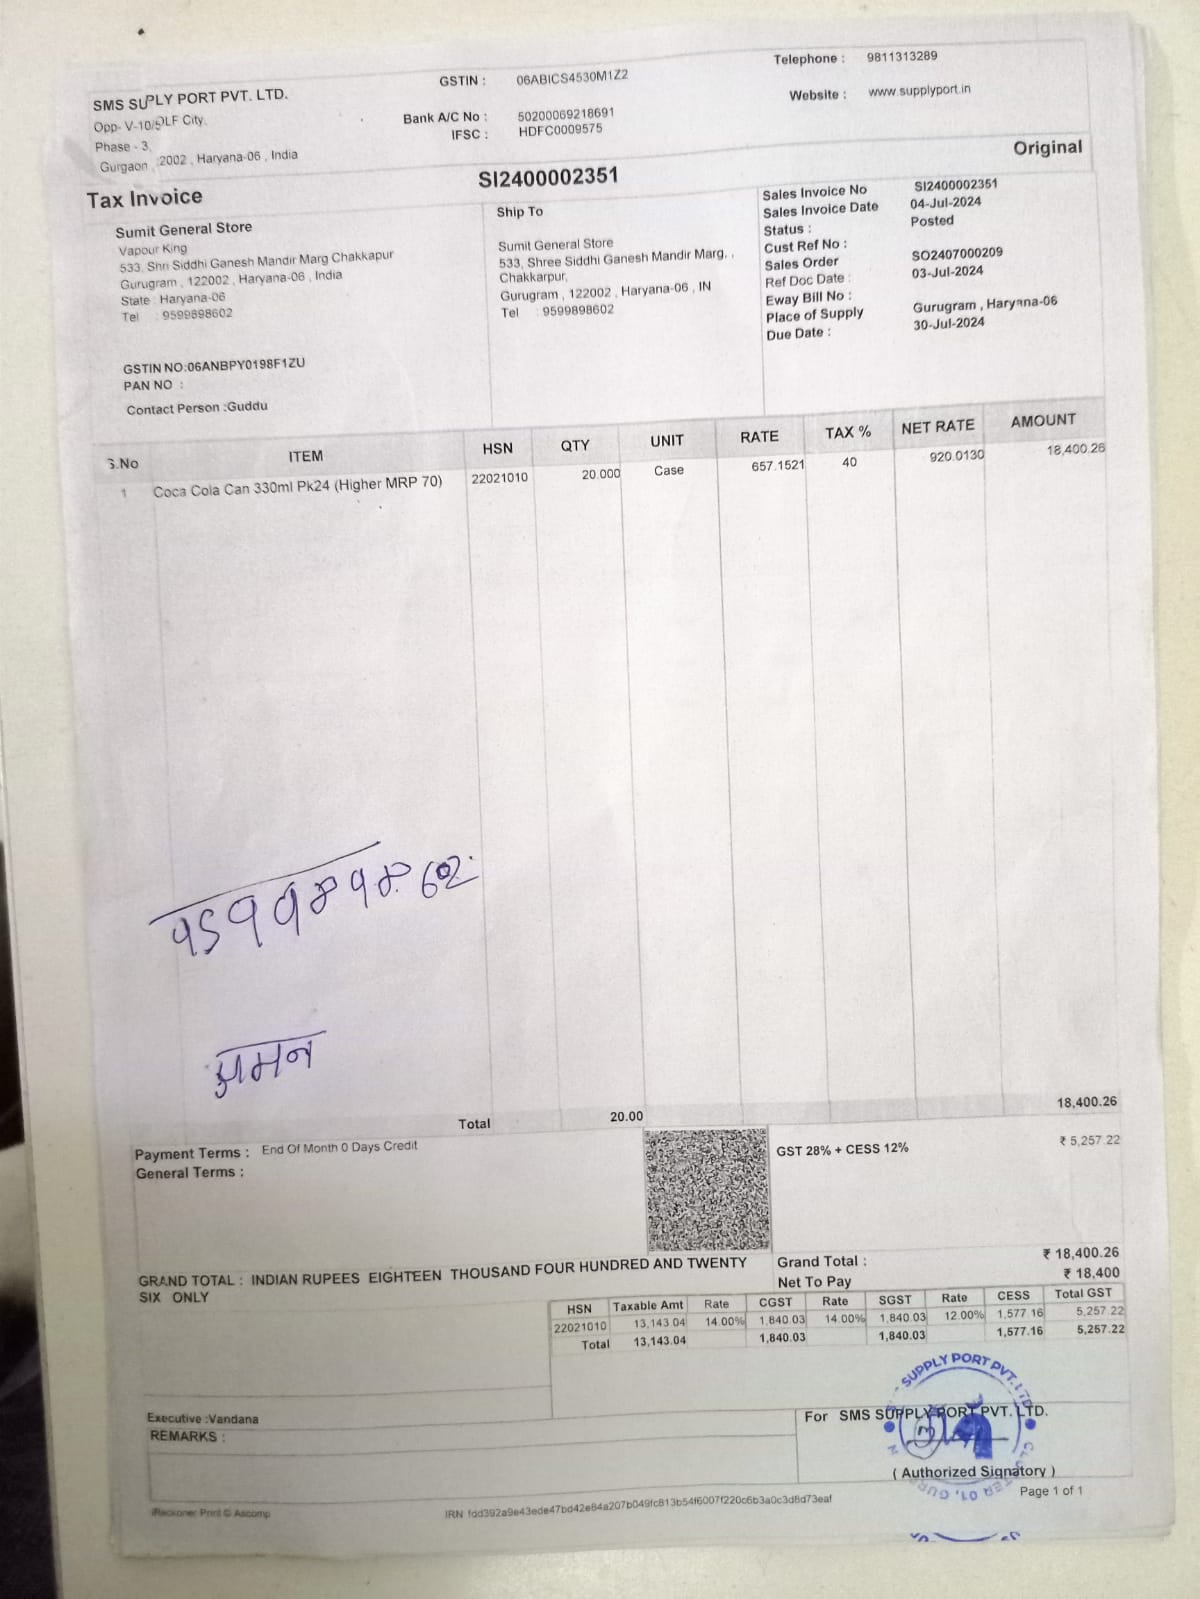 SMS SUPPLY PORT PVT. LTD.
Opp- V-10/5 DLF City,
Phase - 3,
Gurgaon , 2002 , Haryana-06 , India
GSTIN : 06ABICS4530M1Z2
Bank A/C No : 50200069218691
IFSC : HDFC0009575
Telephone : 9811313289
Website : www.supplyport.in
Original
Tax Invoice
SI2400002351
Sumit General Store
Vapour King
533, Shri Siddhi Ganesh Mandir Marg Chakkapur
Gurugram , 122002 , Haryana-06 , India
State : Haryana-06
Tel : 9599898602
GSTIN NO:06ANBPY0198F1ZU
PAN NO :
Contact Person :Guddu
Ship To
Sumit General Store
533, Shree Siddhi Ganesh Mandir Marg, ,
Chakkarpur,
Gurugram , 122002 , Haryana-06 , IN
Tel : 9599898602
Sales Invoice No SI2400002351
Sales Invoice Date 04-Jul-2024
Status : Posted
Cust Ref No :
Sales Order SO2407000209
Ref Doc Date : 03-Jul-2024
Eway Bill No :
Place of Supply Gurugram , Haryana-06
Due Date : 30-Jul-2024
S.No ITEM HSN QTY UNIT RATE TAX % NET RATE AMOUNT
1 Coca Cola Can 330ml Pk24 (Higher MRP 70) 22021010 20.000 Case 657.1521 40 920.0130 18,400.26
अमन
Total 20.00 18,400.26
Payment Terms : End Of Month 0 Days Credit
General Terms :
GST 28% + CESS 12% ₹ 5,257.22
GRAND TOTAL : INDIAN RUPEES EIGHTEEN THOUSAND FOUR HUNDRED AND TWENTY
SIX ONLY
Grand Total : ₹ 18,400.26
Net To Pay ₹ 18,400
HSN Taxable Amt Rate CGST Rate SGST Rate CESS Total GST
22021010 13,143.04 14.00% 1,840.03 14.00% 1,840.03 12.00% 1,577.16 5,257.22
Total 13,143.04 1,840.03 1,840.03 1,577.16 5,257.22
Executive :Vandana
REMARKS :
For SMS SUPPLY PORT PVT. LTD.
SUPPLY PORT PVT. LTD
( Authorized Signatory )
Page 1 of 1
iReckoner Print © Ascomp
IRN fdd392a9e43ede47bd42e84a207b049fc813b54f6007f220c6b3a0c3d8d73eaf